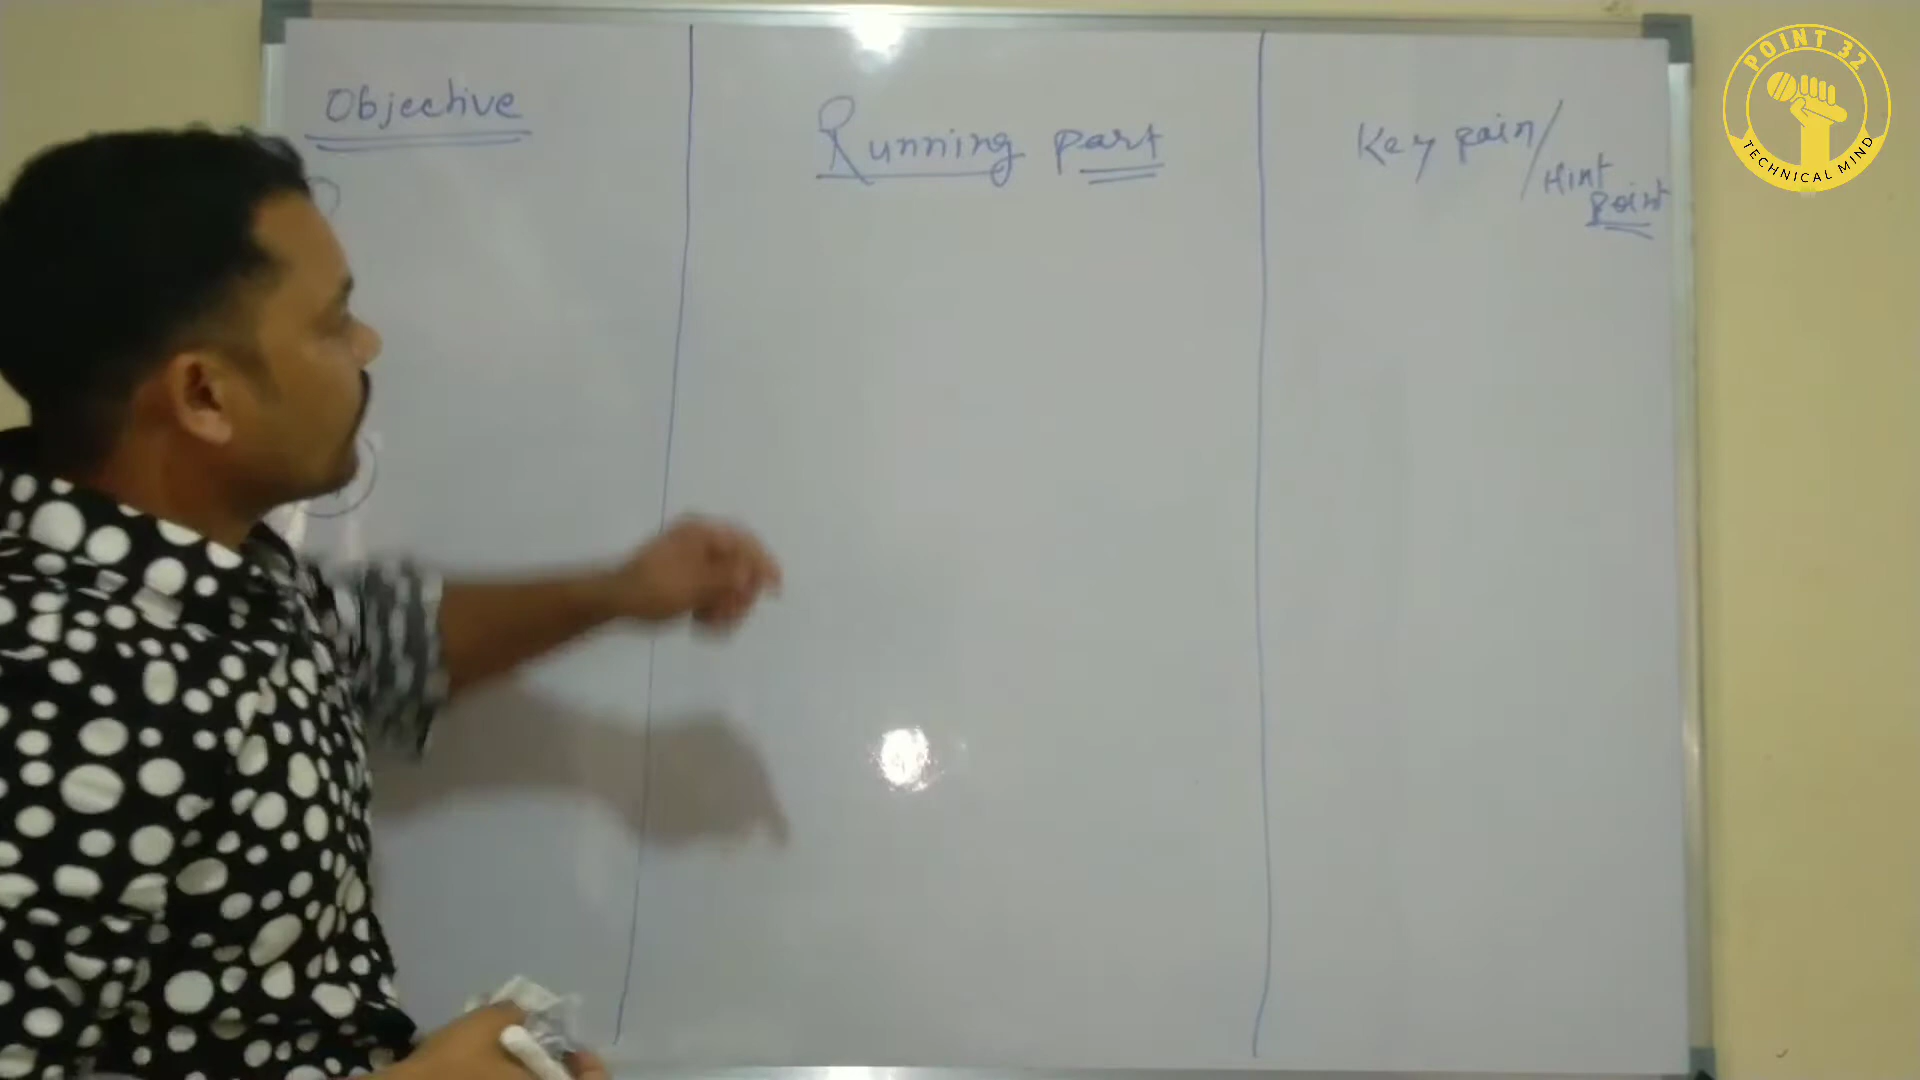 Objective
Running part
Key pain/
Hint
point
POINT 32
TECHNICAL MIND